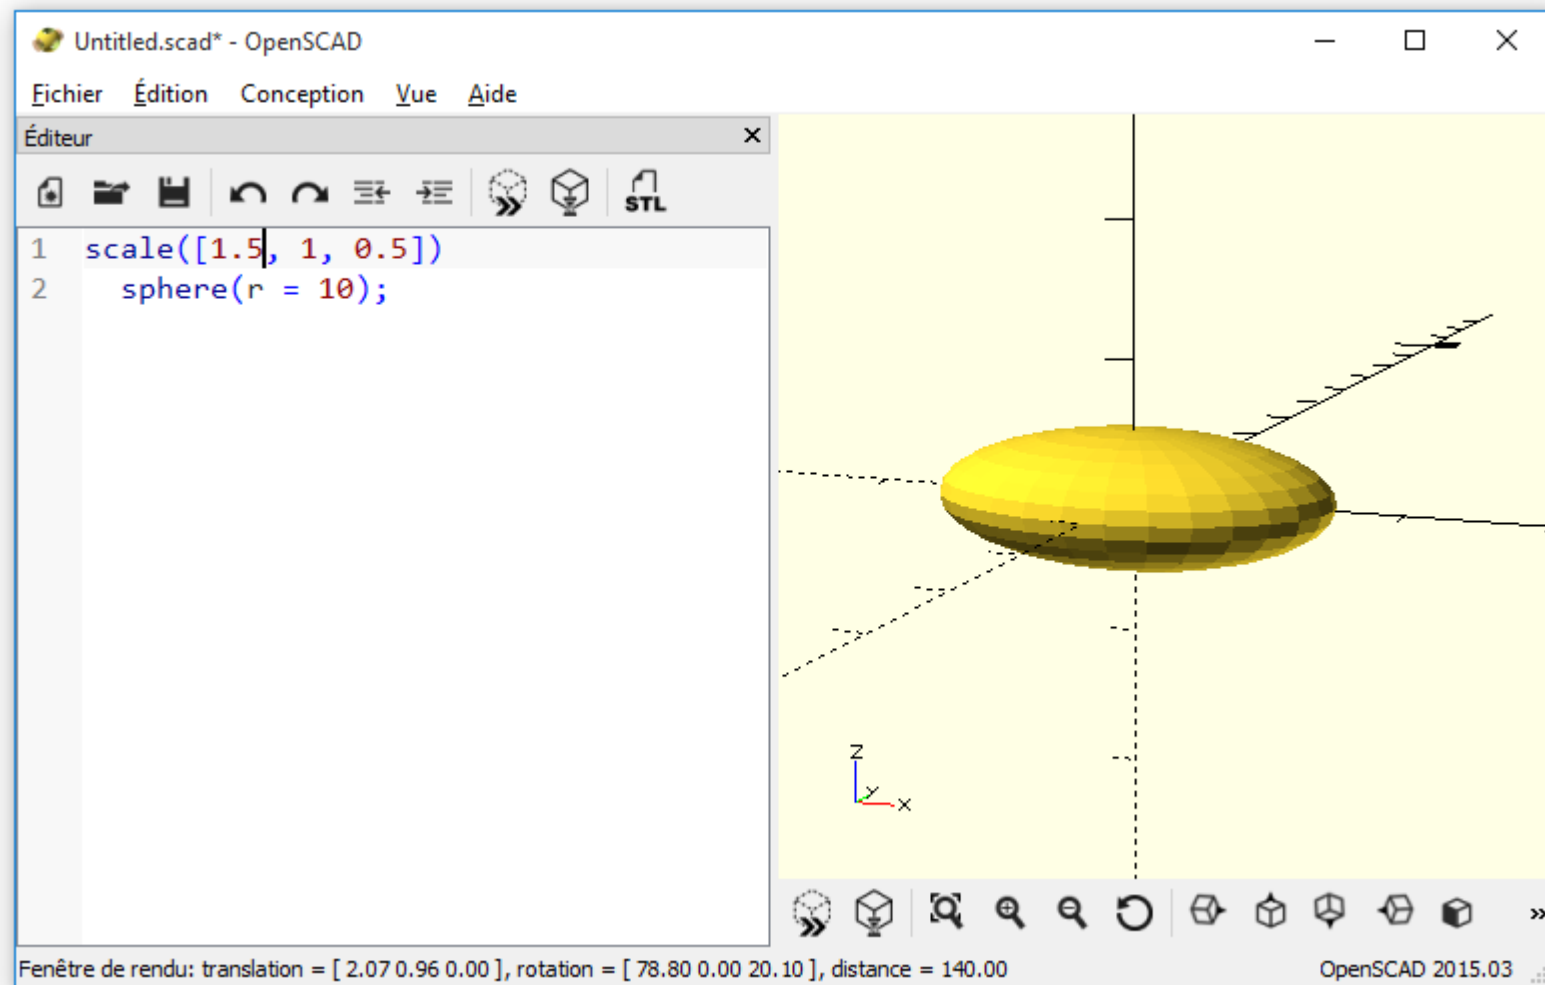 Untitled.scad* - OpenSCAD
Fichier Édition Conception Vue Aide
Éditeur
STL
1 scale([1.5, 1, 0.5])
2   sphere(r = 10);
Z
Y
X
Fenêtre de rendu: translation = [ 2.07 0.96 0.00 ], rotation = [ 78.80 0.00 20.10 ], distance = 140.00 OpenSCAD 2015.03